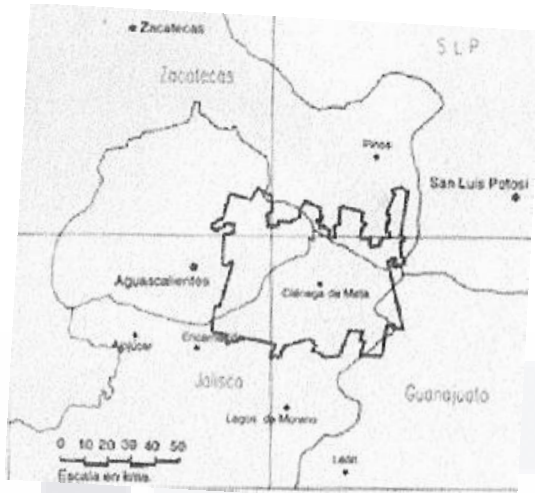 Zacatecas
S L P
Zacatecas
Pinos
San Luis Potosí
Aguascalientes
Ciénega de Mata
Encarnación
Jalisco
Guanajuato
Lagos de Moreno
León
0 10 20 30 40 50
Escala en kms.